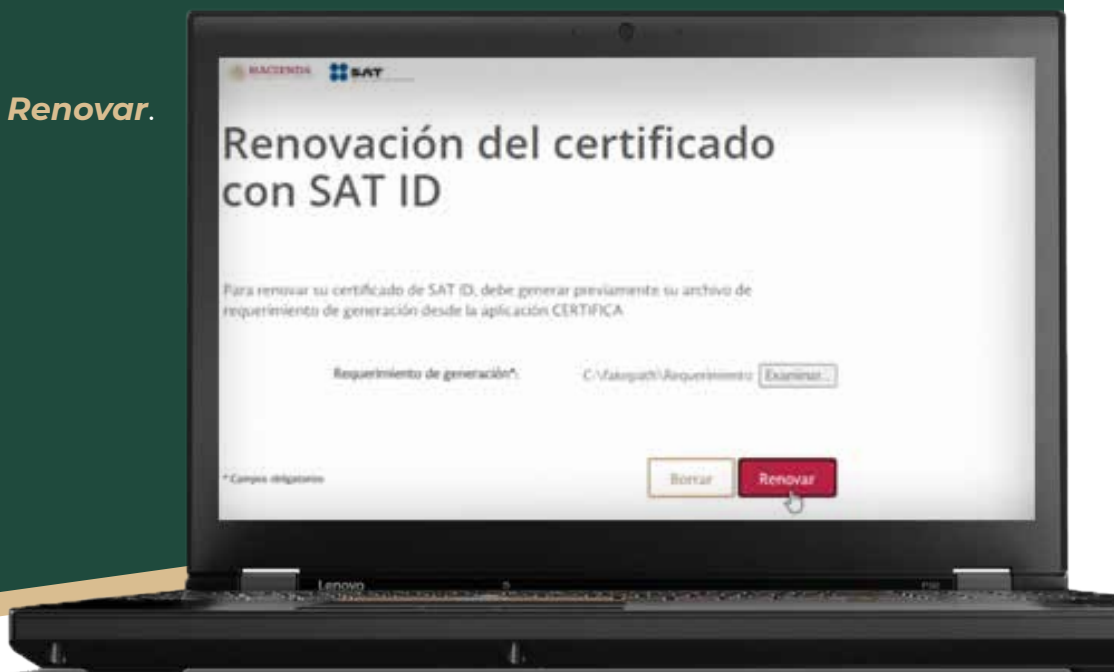 Renovar.
HACIENDA SAT
Renovación del certificado
con SAT ID
Para renovar su certificado de SAT ID, debe generar previamente su archivo de
requerimiento de generación desde la aplicación CERTIFICA
Requerimiento de generación*: C:\fakepath\Requerimiento Examinar...
* Campos obligatorios
Borrar Renovar
Lenovo